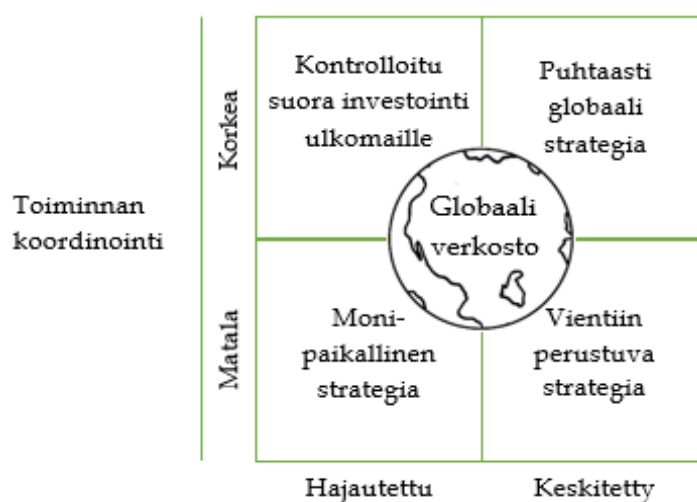 Toiminnan
koordinointi
Korkea
Matala
Kontrolloitu
suora investointi
ulkomaille
Puhtaasti
globaali
strategia
Globaali
verkosto
Moni-
paikallinen
strategia
Vientiin
perustuva
strategia
Hajautettu
Keskitetty